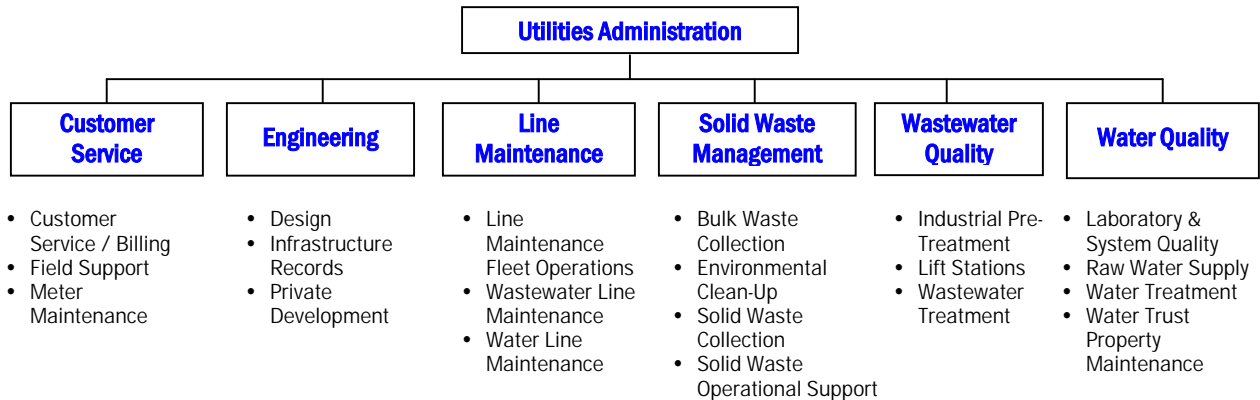 Utilities Administration
Customer
Service
Engineering
Line
Maintenance
Solid Waste
Management
Wastewater
Quality
Water Quality
• Customer
Service / Billing
• Field Support
• Meter
Maintenance
• Design
• Infrastructure
Records
• Private
Development
• Line
Maintenance
Fleet Operations
• Wastewater Line
Maintenance
• Water Line
Maintenance
• Bulk Waste
Collection
• Environmental
Clean-Up
• Solid Waste
Collection
• Solid Waste
Operational Support
• Industrial Pre-
Treatment
• Lift Stations
• Wastewater
Treatment
• Laboratory &
System Quality
• Raw Water Supply
• Water Treatment
• Water Trust
Property
Maintenance